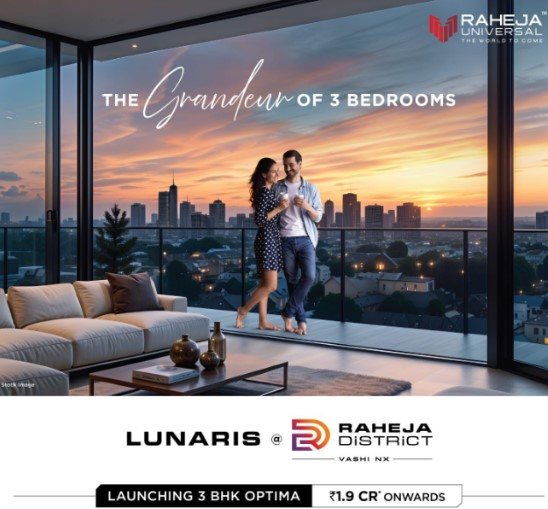 RAHEJA™
UNIVERSAL
THE WORLD TO COME
THE Grandeur OF 3 BEDROOMS
Stock image
LUNARIS @ RAHEJA
DISTRICT
VASHI NX
LAUNCHING 3 BHK OPTIMA ₹1.9 CR* ONWARDS